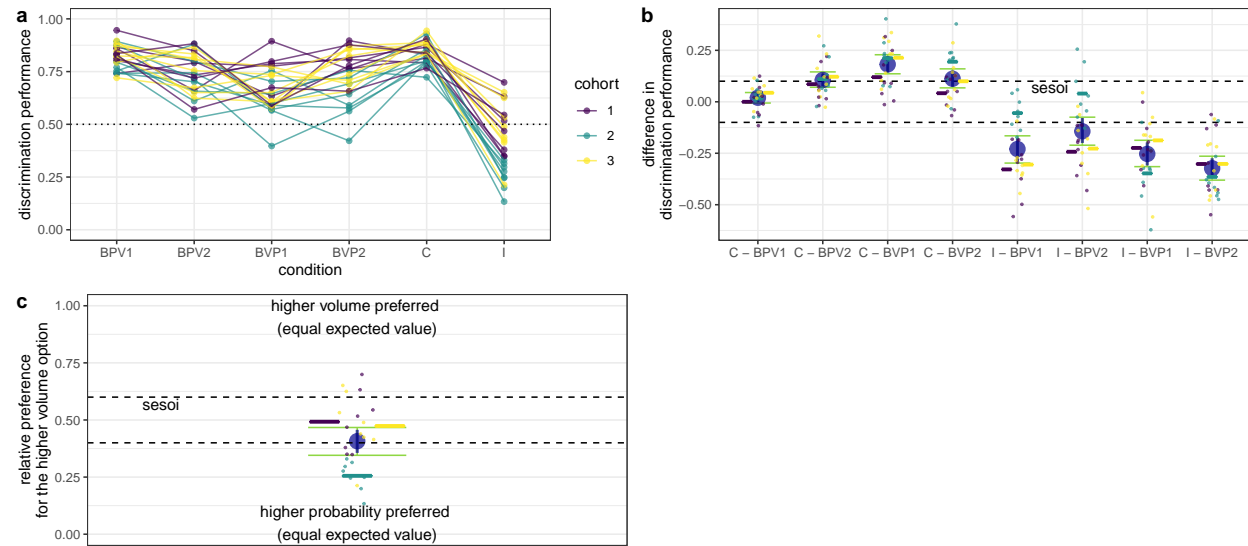 a
discrimination performance
1.00
0.75
0.50
0.25
0.00
BPV1 BPV2 BVP1 BVP2 C I
condition
cohort
1
2
3
b
difference in
discrimination performance
0.25
0.00
−0.25
−0.50
sesoi
C − BPV1 C − BPV2 C − BVP1 C − BVP2 I − BPV1 I − BPV2 I − BVP1 I − BVP2
c
relative preference
for the higher volume option
1.00
0.75
0.50
0.25
0.00
higher volume preferred
(equal expected value)
sesoi
higher probability preferred
(equal expected value)